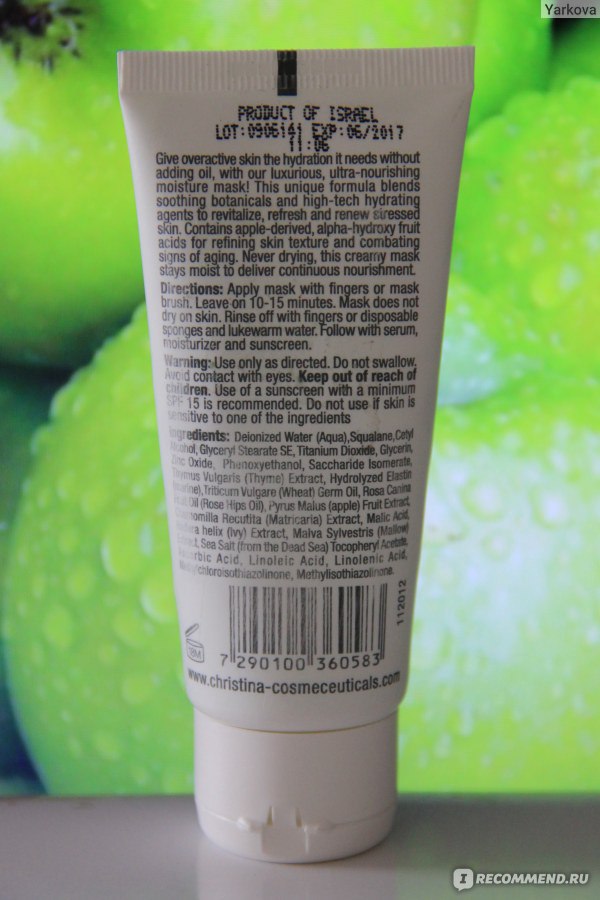 Yarkova
PRODUCT OF ISRAEL
LOT:0906141 EXP:06/2017
11:06
Give overactive skin the hydration it needs without
adding oil, with our luxurious, ultra-nourishing
moisture mask! This unique formula blends
soothing botanicals and high-tech hydrating
agents to revitalize, refresh and renew stressed
skin. Contains apple-derived, alpha-hydroxy fruit
acids for refining skin texture and combating
signs of aging. Never drying, this creamy mask
stays moist to deliver continuous nourishment.
Directions: Apply mask with fingers or mask
brush. Leave on 10-15 minutes. Mask does not
dry on skin. Rinse off with fingers or disposable
sponges and lukewarm water. Follow with serum,
moisturizer and sunscreen.
Warning: Use only as directed. Do not swallow.
Avoid contact with eyes. Keep out of reach of
children. Use of a sunscreen with a minimum
SPF 15 is recommended. Do not use if skin is
sensitive to one of the ingredients
Ingredients: Deionized Water (Aqua),Squalane,Cetyl
Alcohol, Glyceryl Stearate SE, Titanium Dioxide, Glycerin,
Zinc Oxide, Phenoxyethanol, Saccharide Isomerate,
Thymus Vulgaris (Thyme) Extract, Hydrolyzed Elastin
Triticum Vulgare (Wheat) Germ Oil, Rosa Canina
Oil (Rose Hips Oil), Pyrus Malus (apple) Fruit Extract,
Recutita (Matricaria) Extract, Malic Acid,
helix (Ivy) Extract, Malva Sylvestris (Mallow)
Extract, Sea Salt (from the Dead Sea) Tocopheryl Acetate,
Ascorbic Acid, Linoleic Acid, Linolenic Acid,
Methylchloroisothiazolinone, Methylisothiazolinone.
112012
18M
7 290100 360583
www.christina-cosmeceuticals.com
I RECOMMEND.RU